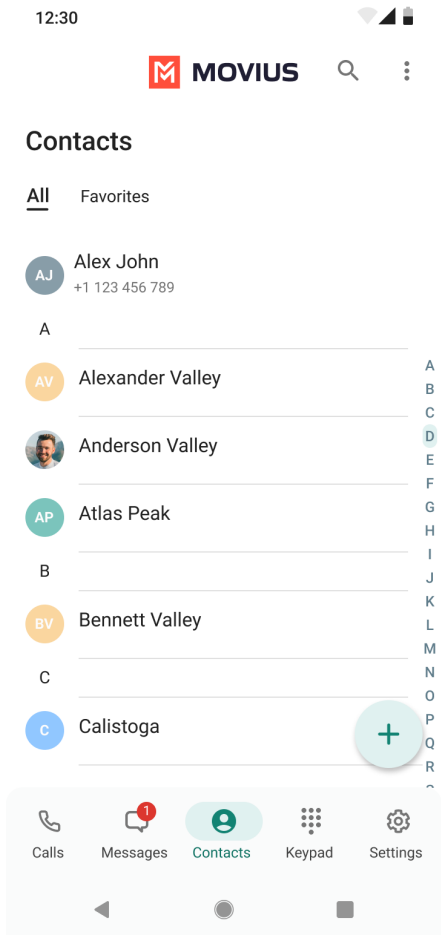 12:30
MOVIUS
Contacts
All Favorites
AJ Alex John
+1 123 456 789
A
A
AV Alexander Valley
B
C
D
Anderson Valley
E
F
AP Atlas Peak
G
H
I
B
J
K
BV Bennett Valley
L
M
C
N
O
C Calistoga
P
+
Q
R
1
Calls Messages Contacts Keypad Settings